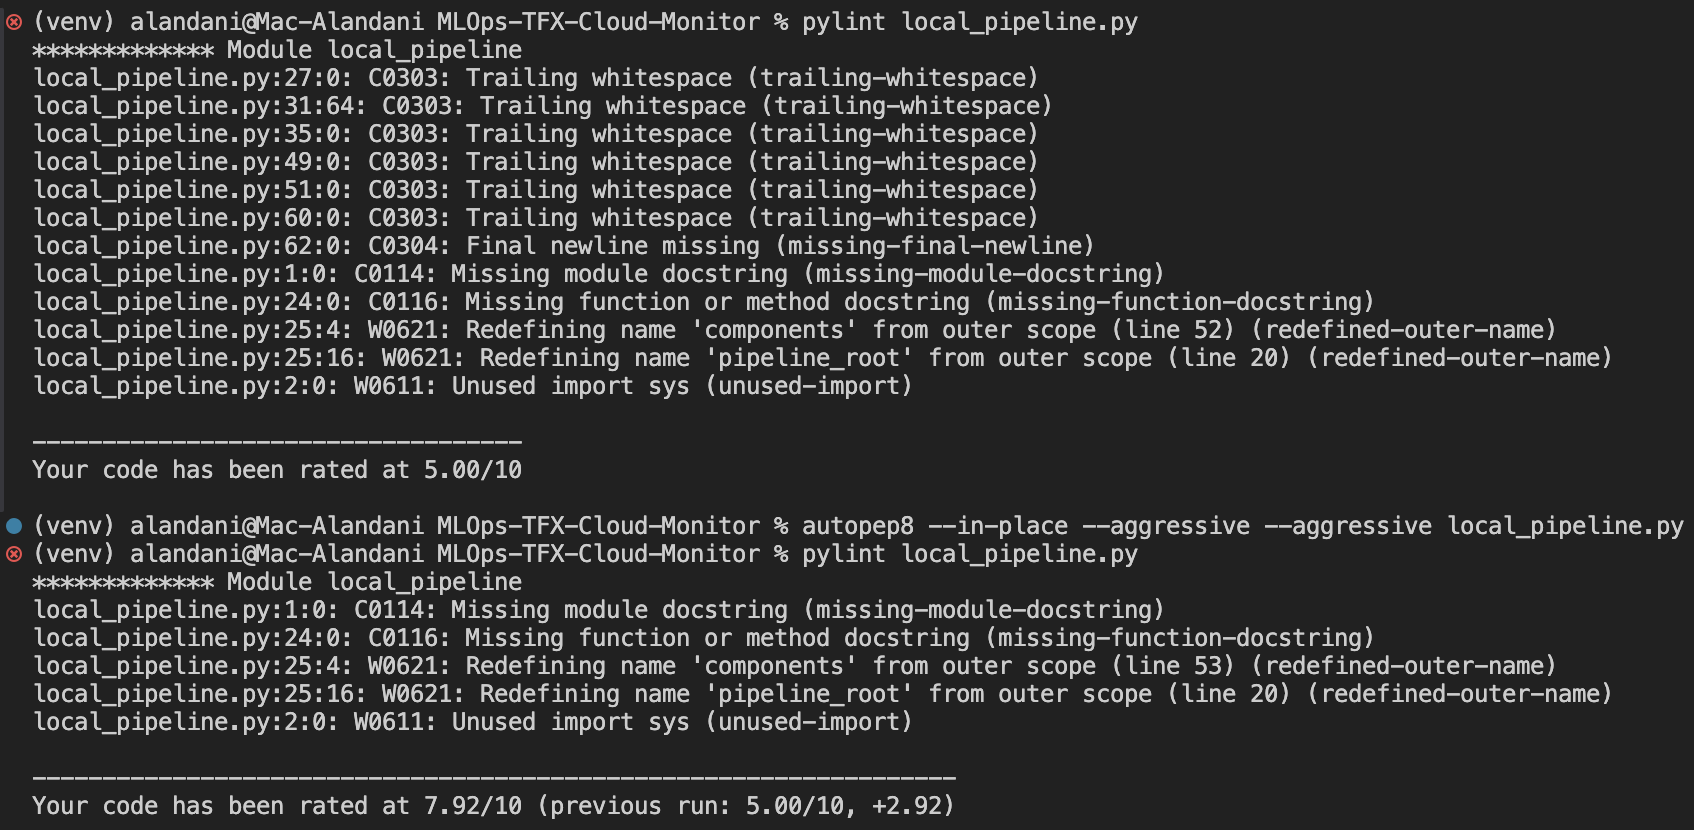 (venv) alandani@Mac-Alandani MLOps-TFX-Cloud-Monitor % pylint local_pipeline.py
************* Module local_pipeline
local_pipeline.py:27:0: C0303: Trailing whitespace (trailing-whitespace)
local_pipeline.py:31:64: C0303: Trailing whitespace (trailing-whitespace)
local_pipeline.py:35:0: C0303: Trailing whitespace (trailing-whitespace)
local_pipeline.py:49:0: C0303: Trailing whitespace (trailing-whitespace)
local_pipeline.py:51:0: C0303: Trailing whitespace (trailing-whitespace)
local_pipeline.py:60:0: C0303: Trailing whitespace (trailing-whitespace)
local_pipeline.py:62:0: C0304: Final newline missing (missing-final-newline)
local_pipeline.py:1:0: C0114: Missing module docstring (missing-module-docstring)
local_pipeline.py:24:0: C0116: Missing function or method docstring (missing-function-docstring)
local_pipeline.py:25:4: W0621: Redefining name 'components' from outer scope (line 52) (redefined-outer-name)
local_pipeline.py:25:16: W0621: Redefining name 'pipeline_root' from outer scope (line 20) (redefined-outer-name)
local_pipeline.py:2:0: W0611: Unused import sys (unused-import)
-----------------------------------
Your code has been rated at 5.00/10
(venv) alandani@Mac-Alandani MLOps-TFX-Cloud-Monitor % autopep8 --in-place --aggressive --aggressive local_pipeline.py
(venv) alandani@Mac-Alandani MLOps-TFX-Cloud-Monitor % pylint local_pipeline.py
************* Module local_pipeline
local_pipeline.py:1:0: C0114: Missing module docstring (missing-module-docstring)
local_pipeline.py:24:0: C0116: Missing function or method docstring (missing-function-docstring)
local_pipeline.py:25:4: W0621: Redefining name 'components' from outer scope (line 53) (redefined-outer-name)
local_pipeline.py:25:16: W0621: Redefining name 'pipeline_root' from outer scope (line 20) (redefined-outer-name)
local_pipeline.py:2:0: W0611: Unused import sys (unused-import)
------------------------------------------------------------------
Your code has been rated at 7.92/10 (previous run: 5.00/10, +2.92)